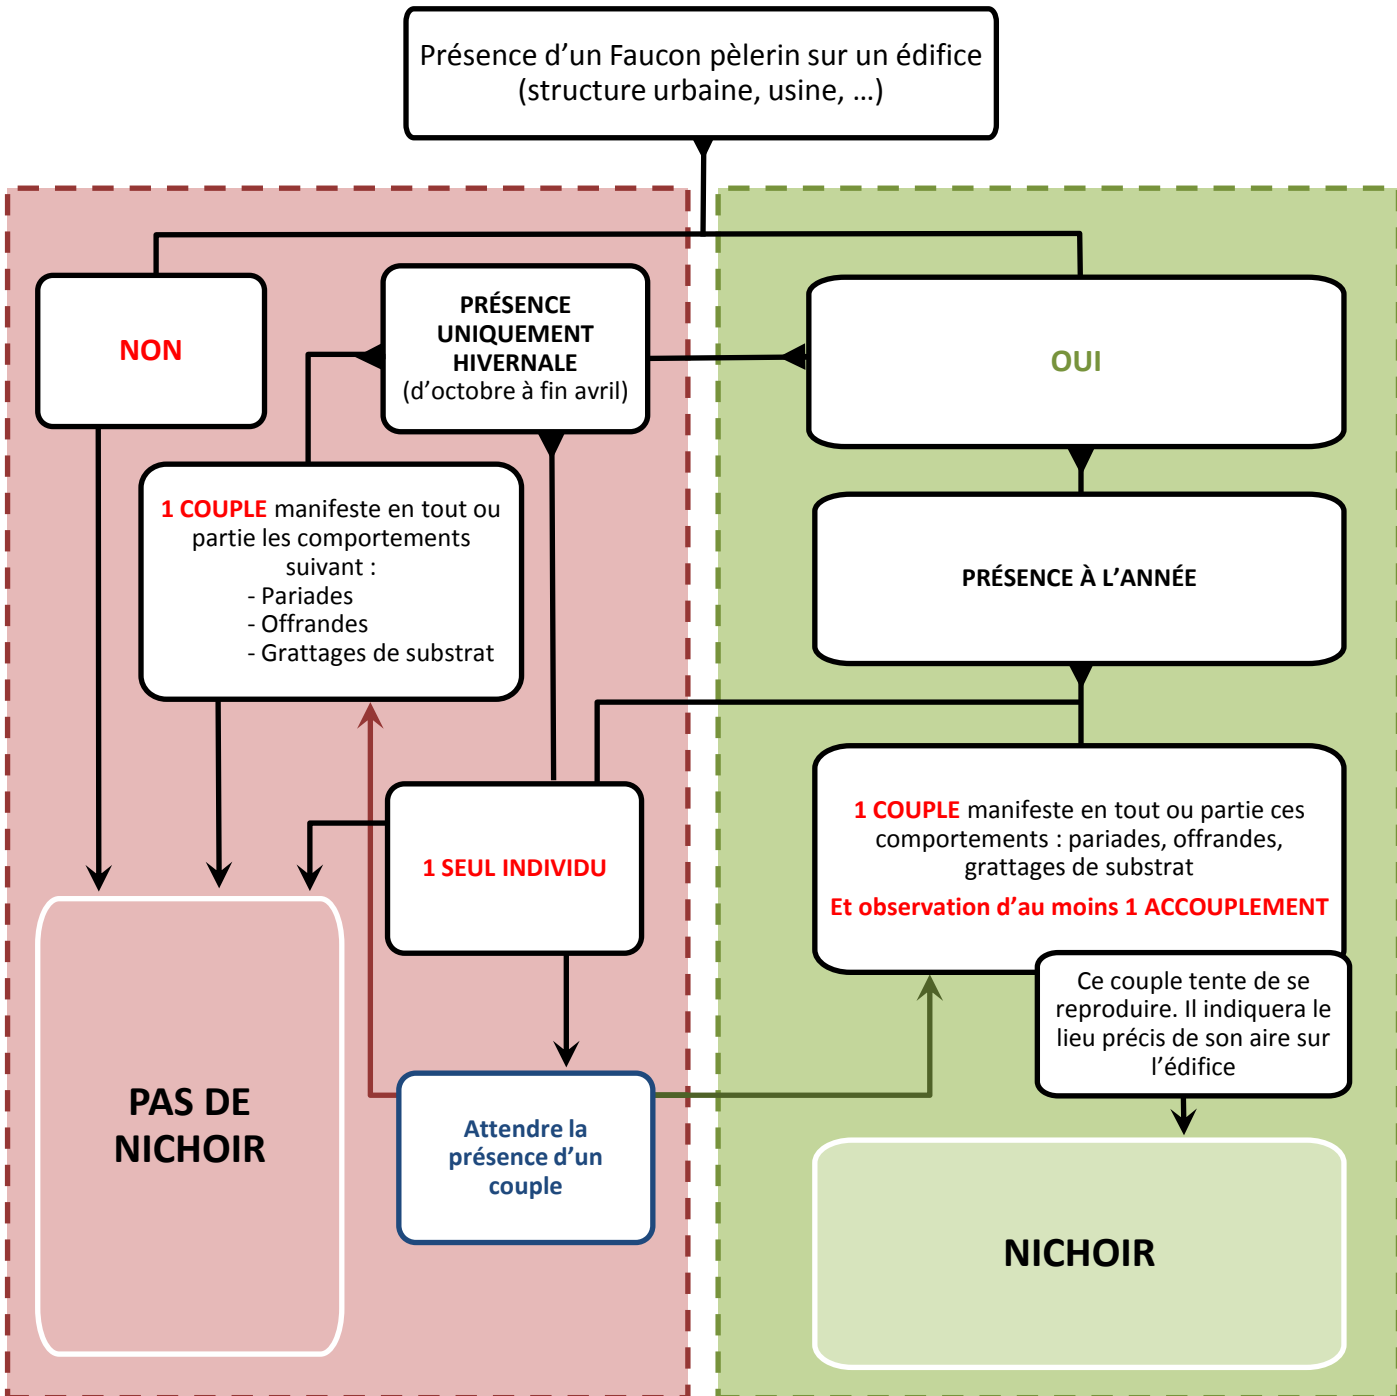 Présence d’un Faucon pèlerin sur un édifice
(structure urbaine, usine, …)
NON
PRÉSENCE
UNIQUEMENT
HIVERNALE
(d’octobre à fin avril)
OUI
1 COUPLE manifeste en tout ou
partie les comportements
suivant :
- Pariades
- Offrandes
- Grattages de substrat
PRÉSENCE À L’ANNÉE
1 SEUL INDIVIDU
1 COUPLE manifeste en tout ou partie ces
comportements : pariades, offrandes,
grattages de substrat
Et observation d’au moins 1 ACCOUPLEMENT
Ce couple tente de se
reproduire. Il indiquera le
lieu précis de son aire sur
l’édifice
PAS DE
NICHOIR
Attendre la
présence d’un
couple
NICHOIR